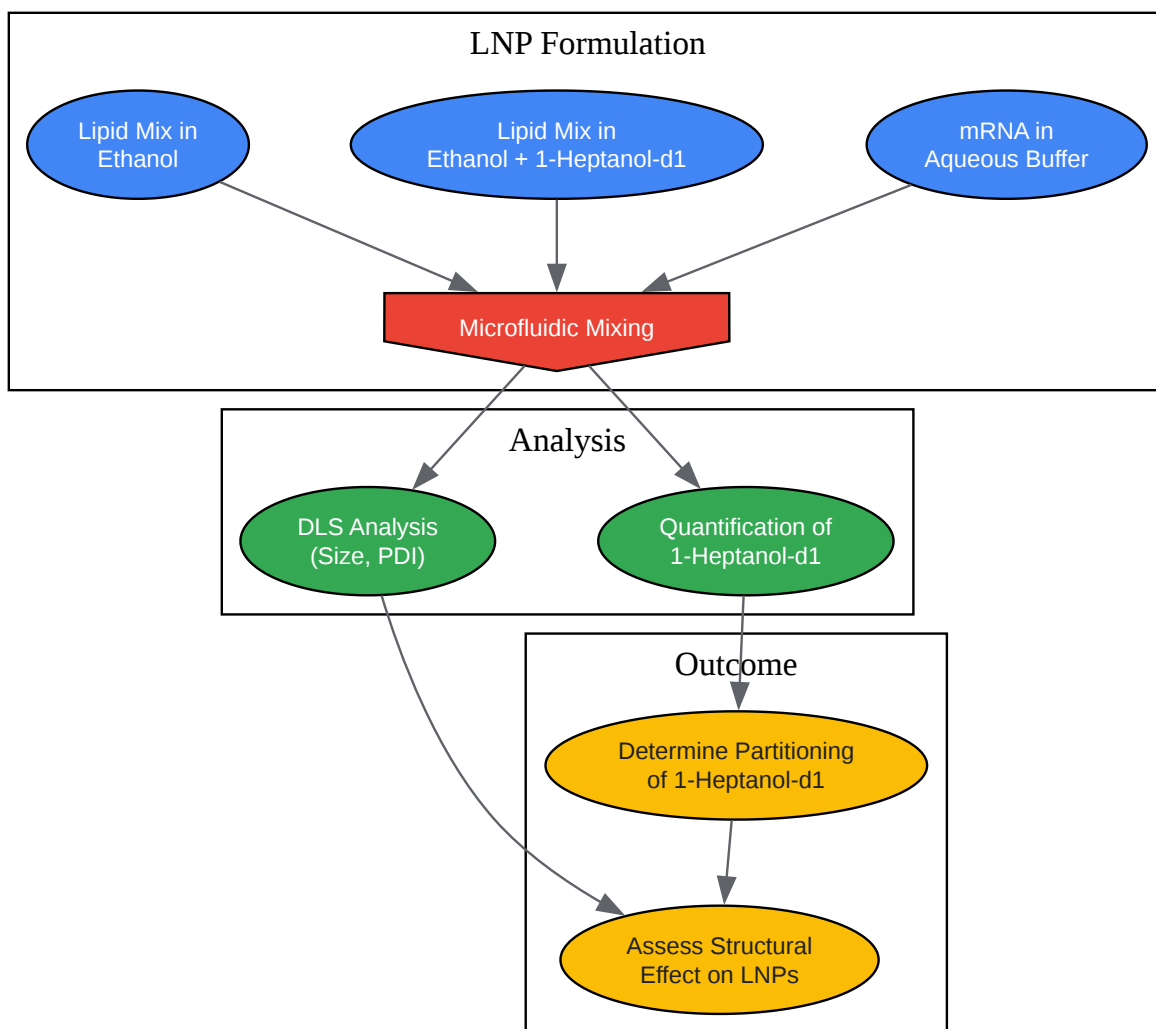 LNP Formulation
Lipid Mix in
Ethanol
Lipid Mix in
Ethanol + 1-Heptanol-d1
mRNA in
Aqueous Buffer
Microfluidic Mixing
Analysis
DLS Analysis
(Size, PDI)
Quantification of
1-Heptanol-d1
Outcome
Determine Partitioning
of 1-Heptanol-d1
Assess Structural
Effect on LNPs